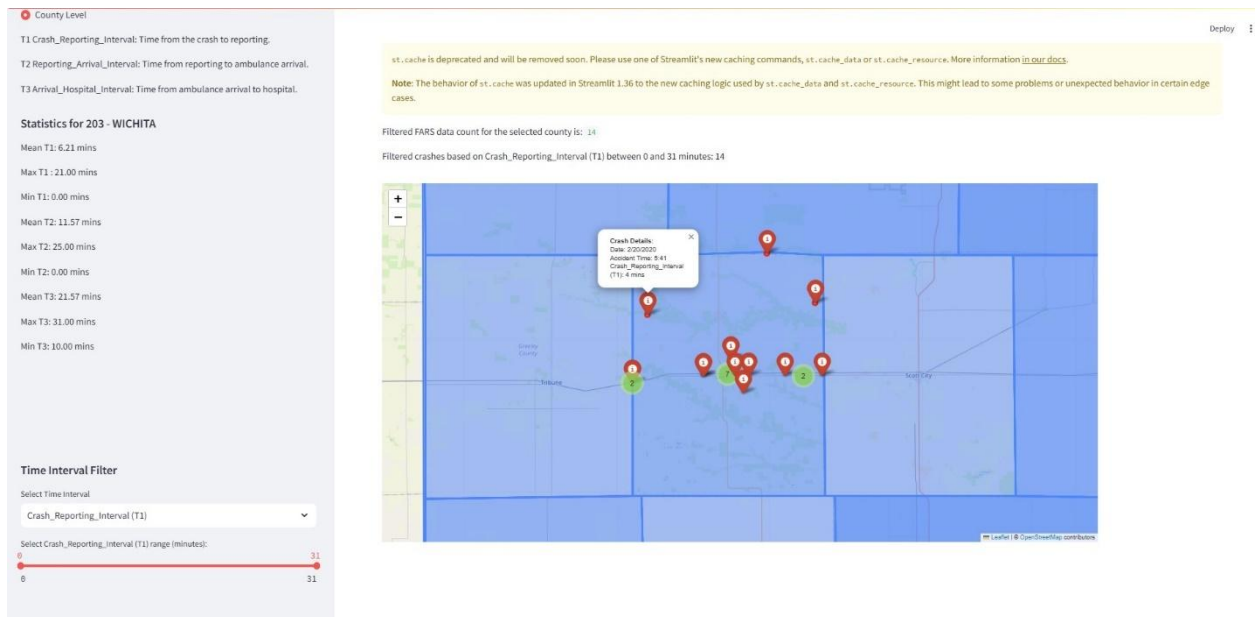 County Level
T1 Crash_Reporting_Interval: Time from the crash to reporting.
T2 Reporting_Arrival_Interval: Time from reporting to ambulance arrival.
T3 Arrival_Hospital_Interval: Time from ambulance arrival to hospital.
Statistics for 203 - WICHITA
Mean T1: 6.21 mins
Max T1 : 21.00 mins
Min T1: 0.00 mins
Mean T2: 11.57 mins
Max T2: 25.00 mins
Min T2: 0.00 mins
Mean T3: 21.57 mins
Max T3: 31.00 mins
Min T3: 10.00 mins
Time Interval Filter
Select Time Interval
Crash_Reporting_Interval (T1)
Select Crash_Reporting_Interval (T1) range (minutes):
0 31
0 31
Deploy
st.cache is deprecated and will be removed soon. Please use one of Streamlit's new caching commands, st.cache_data or st.cache_resource. More information in our docs.
Note: The behavior of st.cache was updated in Streamlit 1.36 to the new caching logic used by st.cache_data and st.cache_resource. This might lead to some problems or unexpected behavior in certain edge
cases.
Filtered FARS data count for the selected county is: 14
Filtered crashes based on Crash_Reporting_Interval (T1) between 0 and 31 minutes: 14
+
−
Crash Details:
Date: 2/20/2020
Accident Time: 5:41
Crash_Reporting_Interval
(T1): 4 mins
×
Greeley
County
Tribune
2
7
2
Scott City
Leaflet | © OpenStreetMap contributors